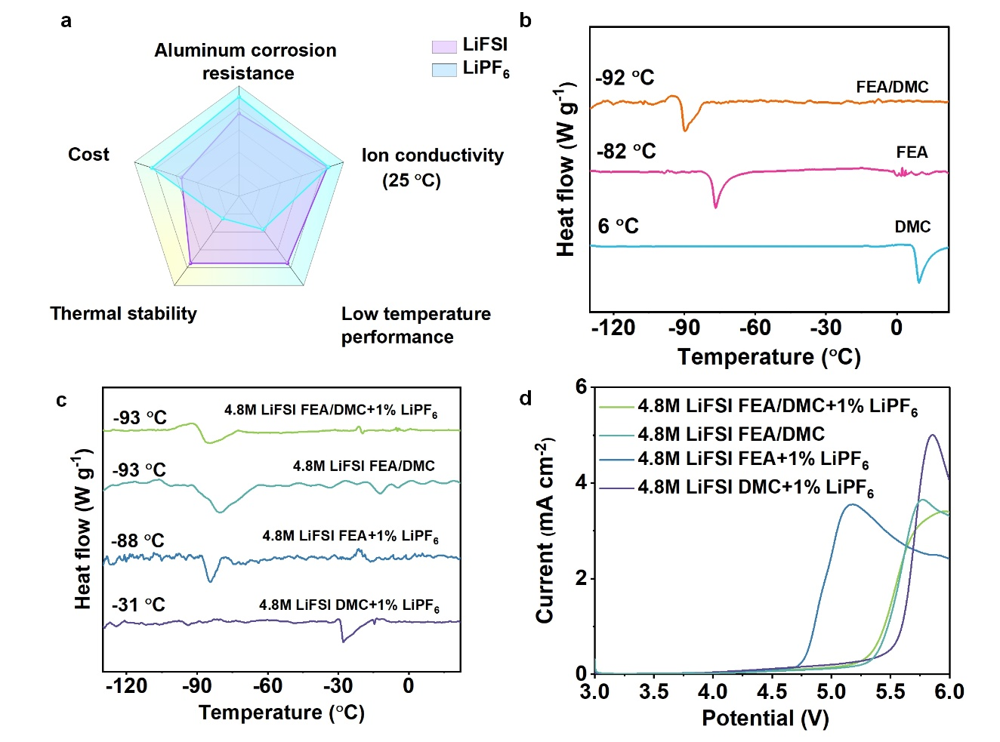 a
Aluminum corrosion
resistance
LiFSI
LiPF6
Cost
Ion conductivity
(25 °C)
Thermal stability
Low temperature
performance
b
Heat flow (W g-1)
-92 °C
FEA/DMC
-82 °C
FEA
6 °C
DMC
-120 -90 -60 -30 0
Temperature (°C)
c
Heat flow (W g-1)
-93 °C
4.8M LiFSI FEA/DMC+1% LiPF6
-93 °C
4.8M LiFSI FEA/DMC
-88 °C
4.8M LiFSI FEA+1% LiPF6
-31 °C
4.8M LiFSI DMC+1% LiPF6
-120 -90 -60 -30 0
Temperature (°C)
d
Current (mA cm-2)
6
4
2
0
4.8M LiFSI FEA/DMC+1% LiPF6
4.8M LiFSI FEA/DMC
4.8M LiFSI FEA+1% LiPF6
4.8M LiFSI DMC+1% LiPF6
3.0 3.5 4.0 4.5 5.0 5.5 6.0
Potential (V)